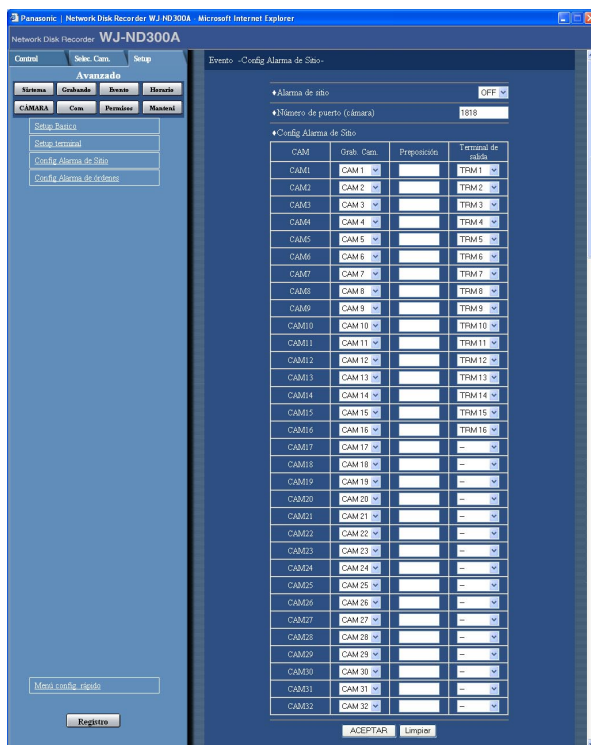 Panasonic | Network Disk Recorder WJ-ND300A - Microsoft Internet Explorer
Network Disk Recorder WJ-ND300A
Control Selec. Cam. Setup
Avanzado
Sistema Grabando Evento Horario
CÁMARA Com Permisos Manteni
Setup Basico
Setup terminal
Config Alarma de Sitio
Config Alarma de órdenes
Menú config. rápido
Registro
Evento -Config Alarma de Sitio-
♦Alarma de sitio OFF
♦Número de puerto (cámara) 1818
♦Config Alarma de Sitio
CAM Grab. Cam. Preposición Terminal de salida
CAM1 CAM 1 TRM 1
CAM2 CAM 2 TRM 2
CAM3 CAM 3 TRM 3
CAM4 CAM 4 TRM 4
CAM5 CAM 5 TRM 5
CAM6 CAM 6 TRM 6
CAM7 CAM 7 TRM 7
CAM8 CAM 8 TRM 8
CAM9 CAM 9 TRM 9
CAM10 CAM 10 TRM 10
CAM11 CAM 11 TRM 11
CAM12 CAM 12 TRM 12
CAM13 CAM 13 TRM 13
CAM14 CAM 14 TRM 14
CAM15 CAM 15 TRM 15
CAM16 CAM 16 TRM 16
CAM17 CAM 17 --
CAM18 CAM 18 --
CAM19 CAM 19 --
CAM20 CAM 20 --
CAM21 CAM 21 --
CAM22 CAM 22 --
CAM23 CAM 23 --
CAM24 CAM 24 --
CAM25 CAM 25 --
CAM26 CAM 26 --
CAM27 CAM 27 --
CAM28 CAM 28 --
CAM29 CAM 29 --
CAM30 CAM 30 --
CAM31 CAM 31 --
CAM32 CAM 32 --
ACEPTAR Limpiar